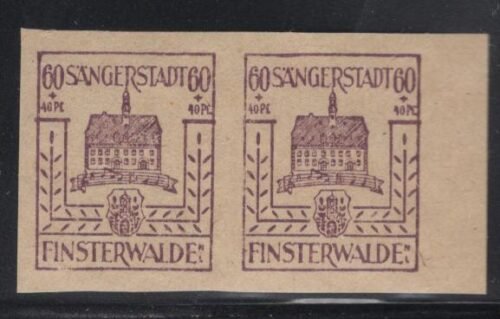 60 SÄNGERSTADT 60
+ +
40 Pf. 40 Pf.
FINSTERWALDE N.L.
60 SÄNGERSTADT 60
+ +
40 Pf. 40 Pf.
FINSTERWALDE N.L.